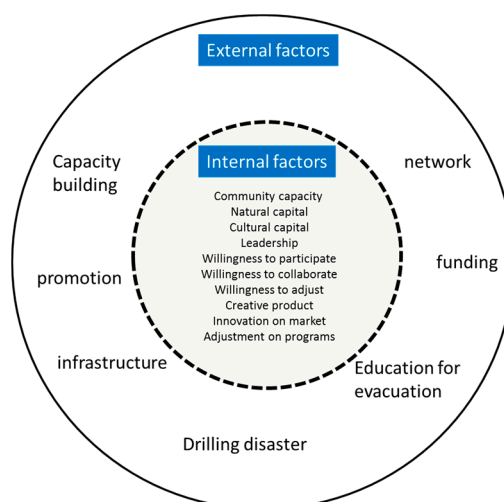 External factors
Internal factors
Capacity
building
network
Community capacity
Natural capital
Cultural capital
Leadership
Willingness to participate
Willingness to collaborate
Willingness to adjust
Creative product
Innovation on market
Adjustment on programs
funding
promotion
infrastructure
Education for
evacuation
Drilling disaster